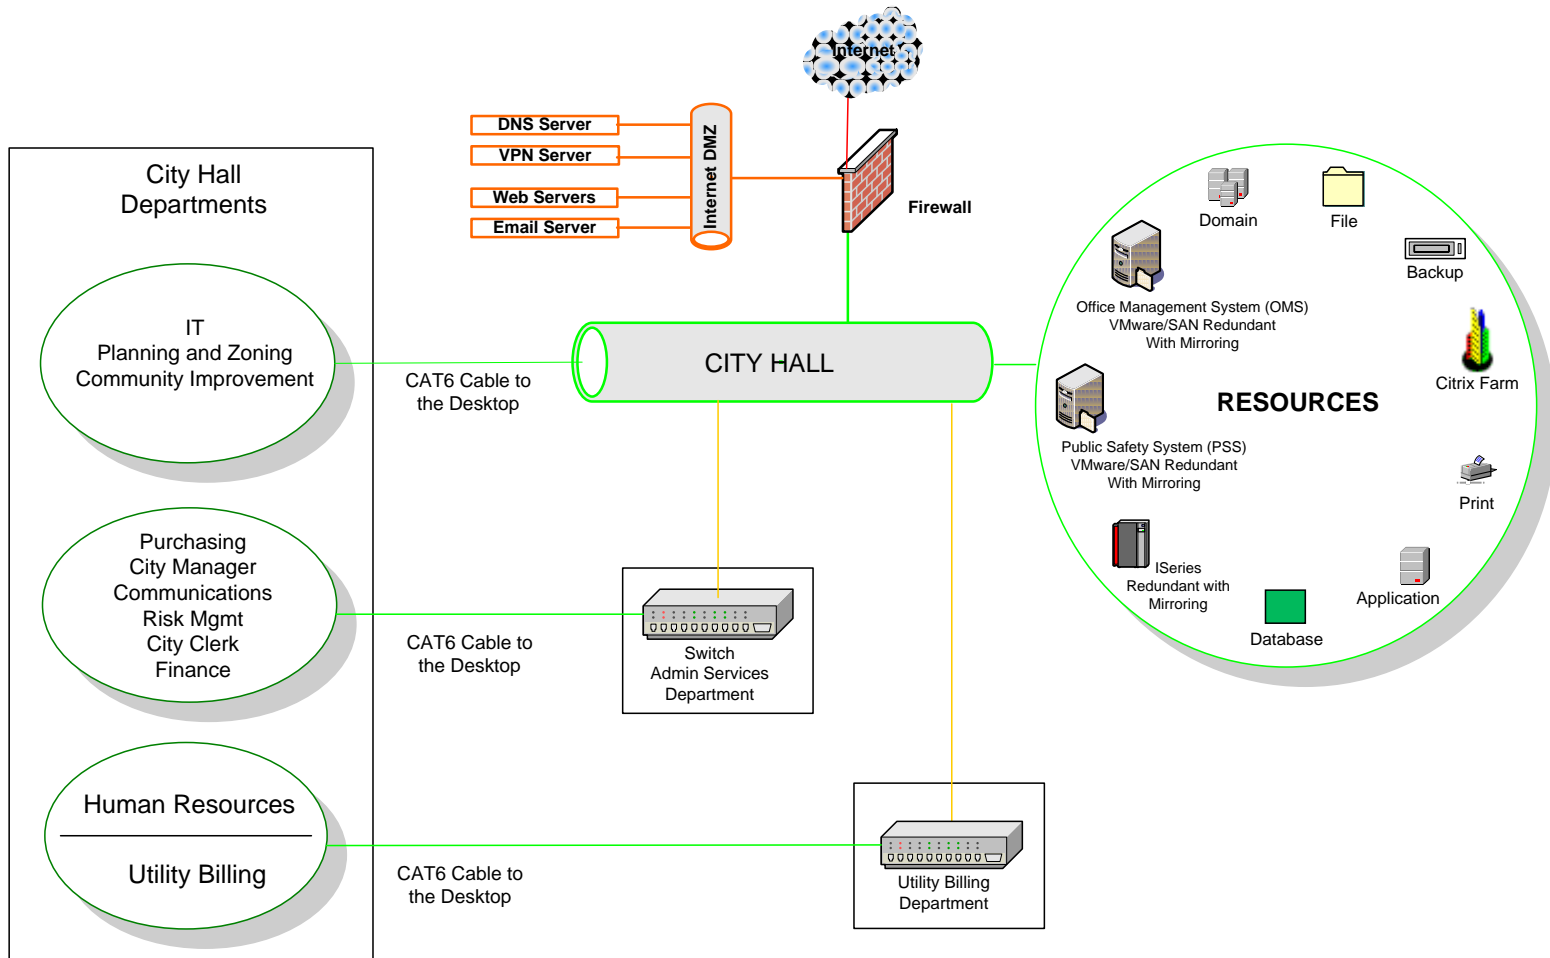 Internet
DNS Server
VPN Server
Web Servers
Email Server
Internet DMZ
Firewall
City Hall
Departments
IT
Planning and Zoning
Community Improvement
CAT6 Cable to
the Desktop
CITY HALL
Purchasing
City Manager
Communications
Risk Mgmt
City Clerk
Finance
CAT6 Cable to
the Desktop
Switch
Admin Services
Department
Human Resources
Utility Billing
CAT6 Cable to
the Desktop
Utility Billing
Department
Domain
File
Backup
Office Management System (OMS)
VMware/SAN Redundant
With Mirroring
Citrix Farm
RESOURCES
Public Safety System (PSS)
VMware/SAN Redundant
With Mirroring
Print
ISeries
Redundant with
Mirroring
Application
Database